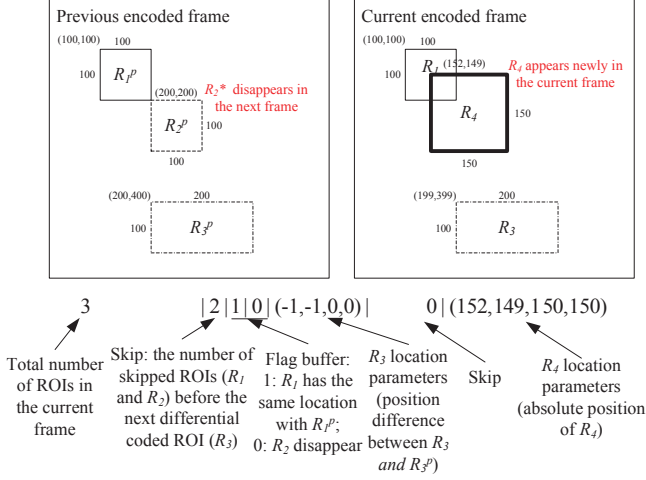 Previous encoded frame
(100,100) 100
100
R₁ᵖ
(200,200)
R₂* disappears in
the next frame
R₂ᵖ
100
100
(200,400) 200
100
R₃ᵖ
Current encoded frame
(100,100) 100
100
R₁
(152,149)
R₄ appears newly in
the current frame
R₄
150
150
(199,399) 200
100
R₃
3 |2|1|0|(-1,-1,0,0)| 0|(152,149,150,150)
Total number
of ROIs in
the current
frame
Skip: the number of
skipped ROIs (R₁
and R₂) before the
next differential
coded ROI (R₃)
Flag buffer:
1: R₁ has the
same location
with R₁ᵖ;
0: R₂ disappear
R₃ location
parameters
(position
difference
between R₃
and R₃ᵖ)
Skip
R₄ location
parameters
(absolute position
of R₄)